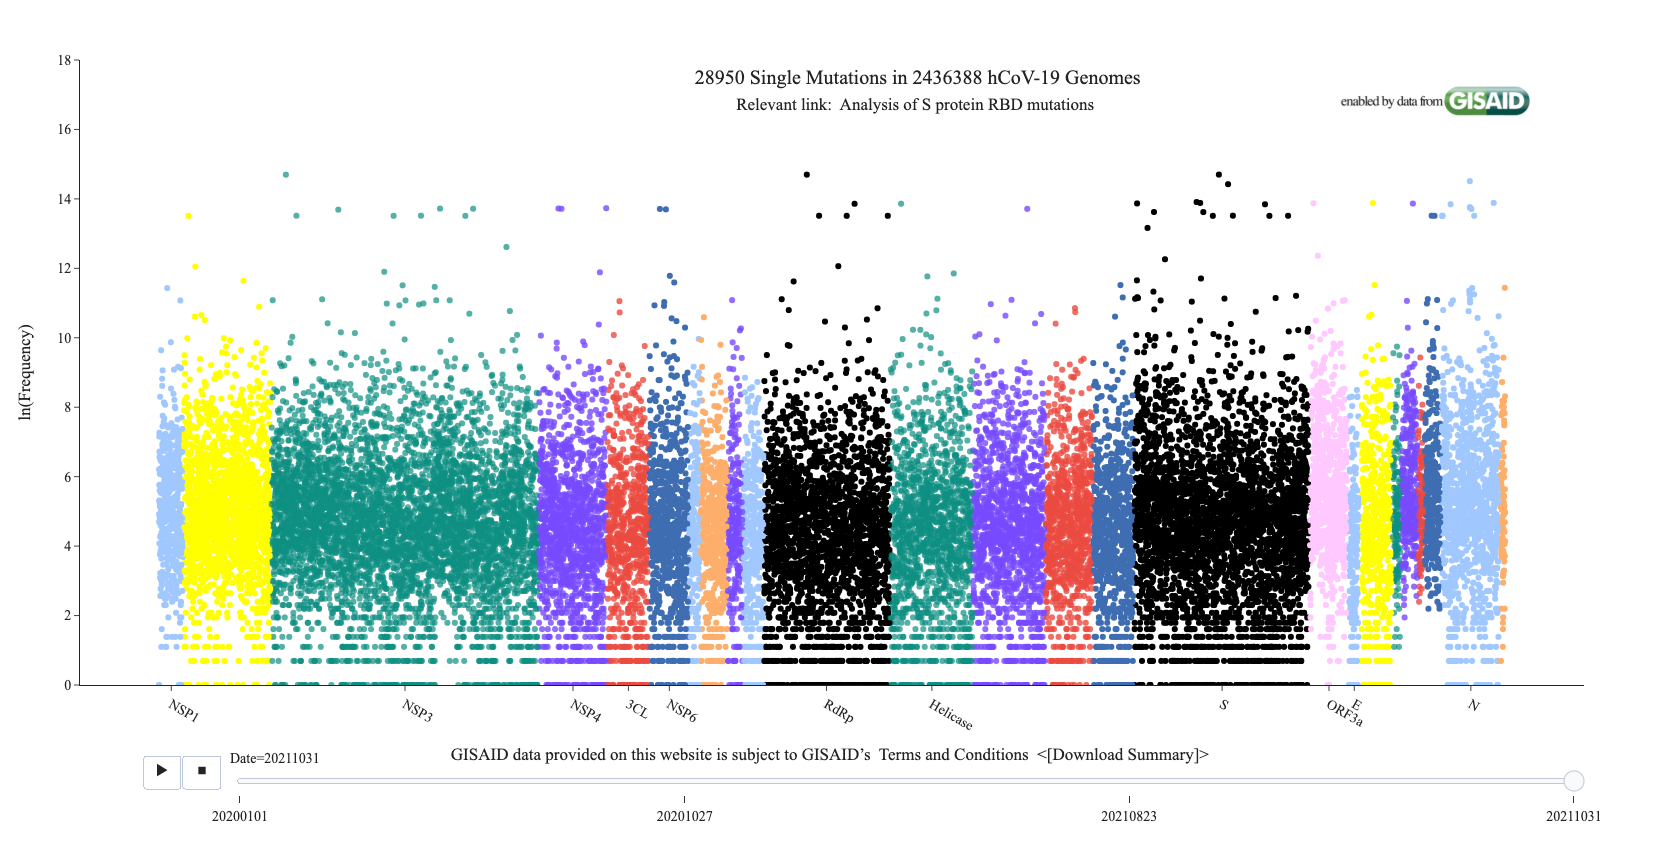 28950 Single Mutations in 2436388 hCoV-19 Genomes
Relevant link: Analysis of S protein RBD mutations
enabled by data from GISAID
ln(Frequency)
18
16
14
12
10
8
6
4
2
0
NSP1
NSP3
NSP4
3CL
NSP6
RdRp
Helicase
S
ORF3a
E
N
GISAID data provided on this website is subject to GISAID’s Terms and Conditions <[Download Summary]>
Date=20211031
20200101
20201027
20210823
20211031